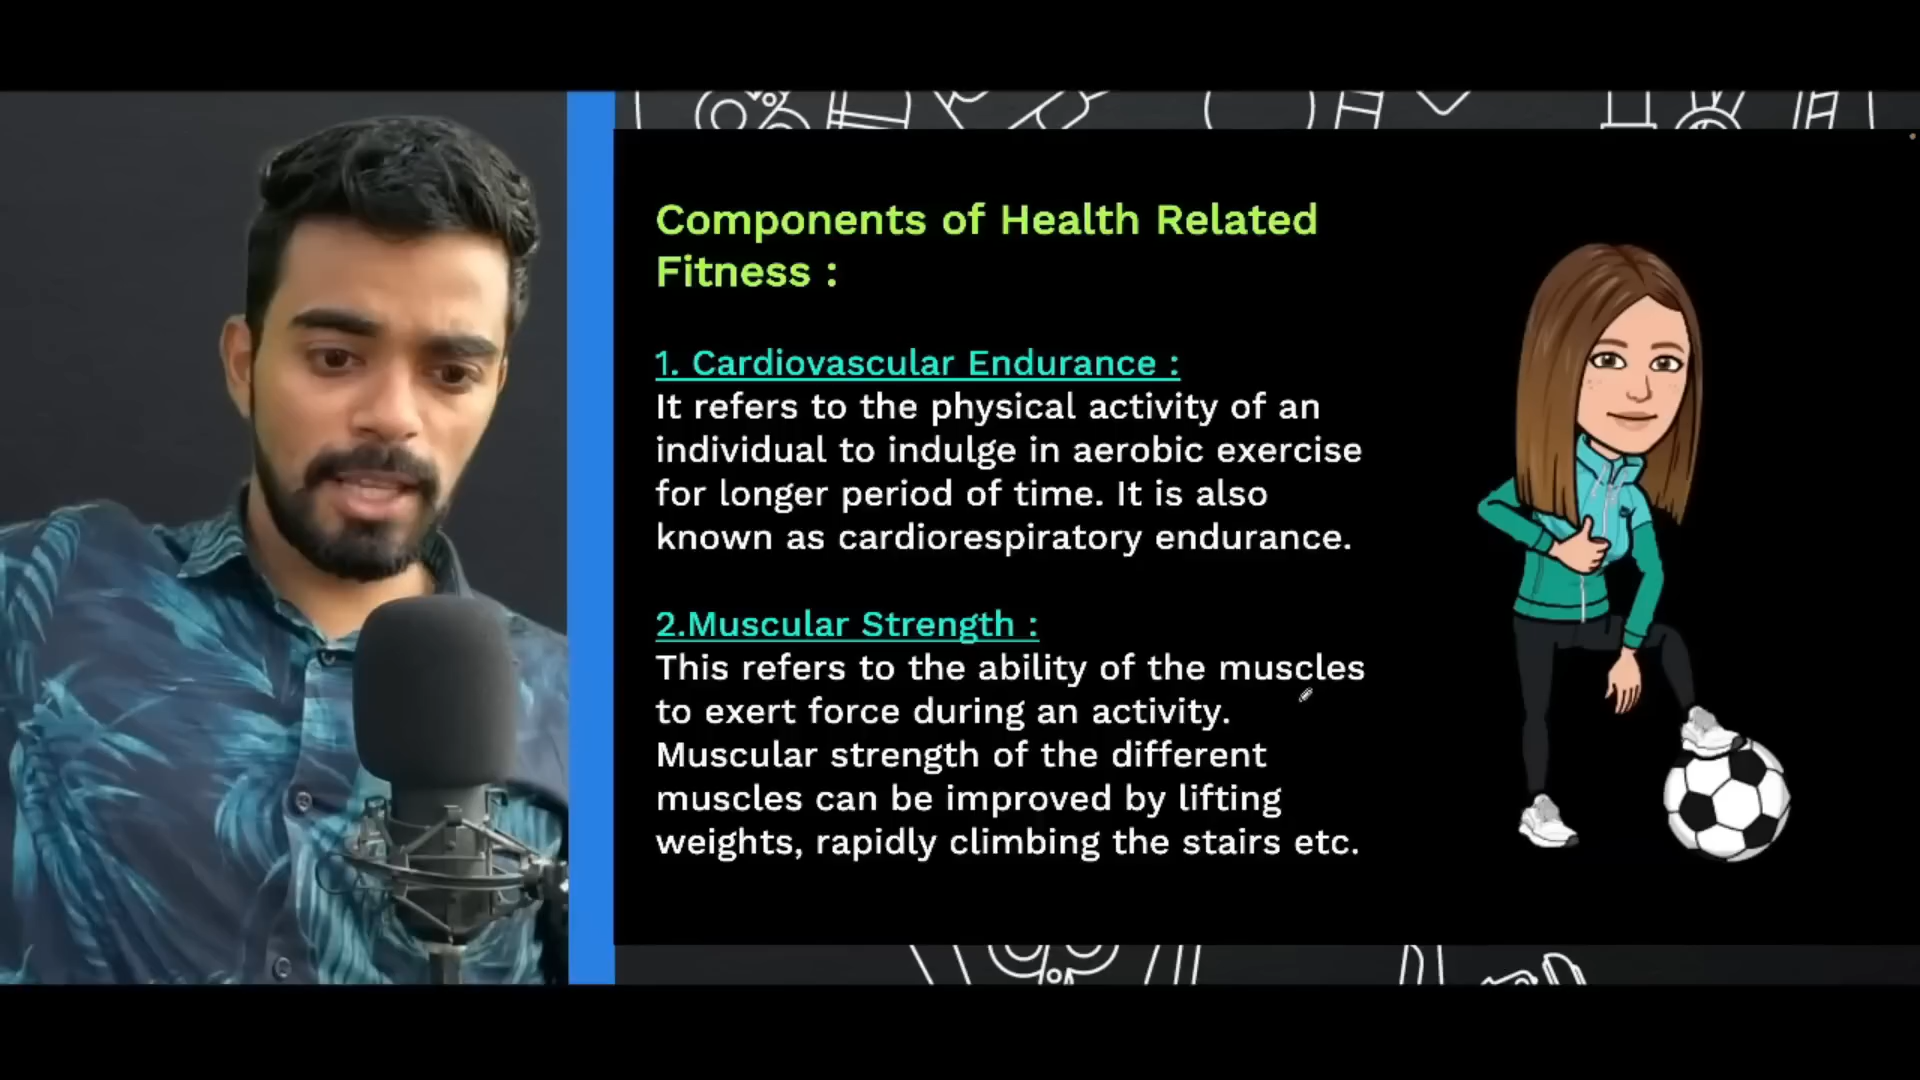 Components of Health Related
Fitness :
1. Cardiovascular Endurance :
It refers to the physical activity of an
individual to indulge in aerobic exercise
for longer period of time. It is also
known as cardiorespiratory endurance.
2.Muscular Strength :
This refers to the ability of the muscles
to exert force during an activity.
Muscular strength of the different
muscles can be improved by lifting
weights, rapidly climbing the stairs etc.